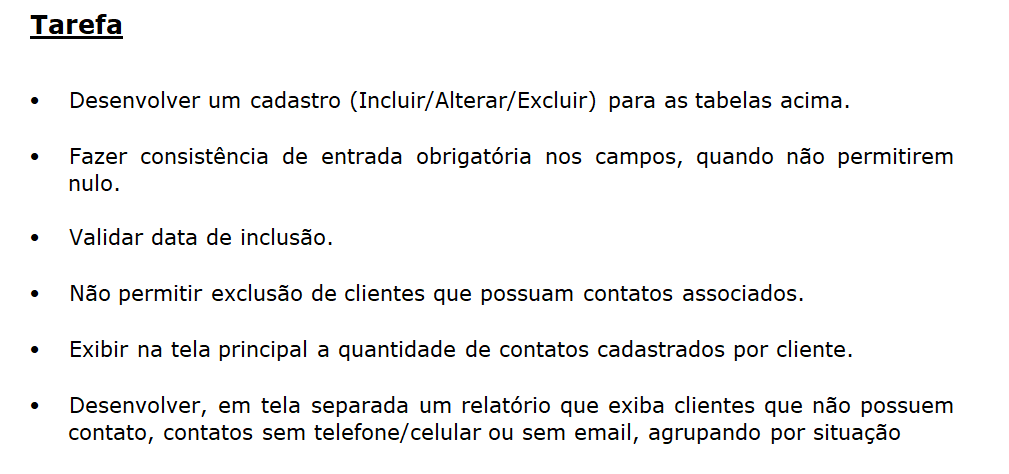 Tarefa
• Desenvolver um cadastro (Incluir/Alterar/Excluir) para as tabelas acima.
• Fazer consistência de entrada obrigatória nos campos, quando não permitirem
nulo.
• Validar data de inclusão.
• Não permitir exclusão de clientes que possuam contatos associados.
• Exibir na tela principal a quantidade de contatos cadastrados por cliente.
• Desenvolver, em tela separada um relatório que exiba clientes que não possuem
contato, contatos sem telefone/celular ou sem email, agrupando por situação